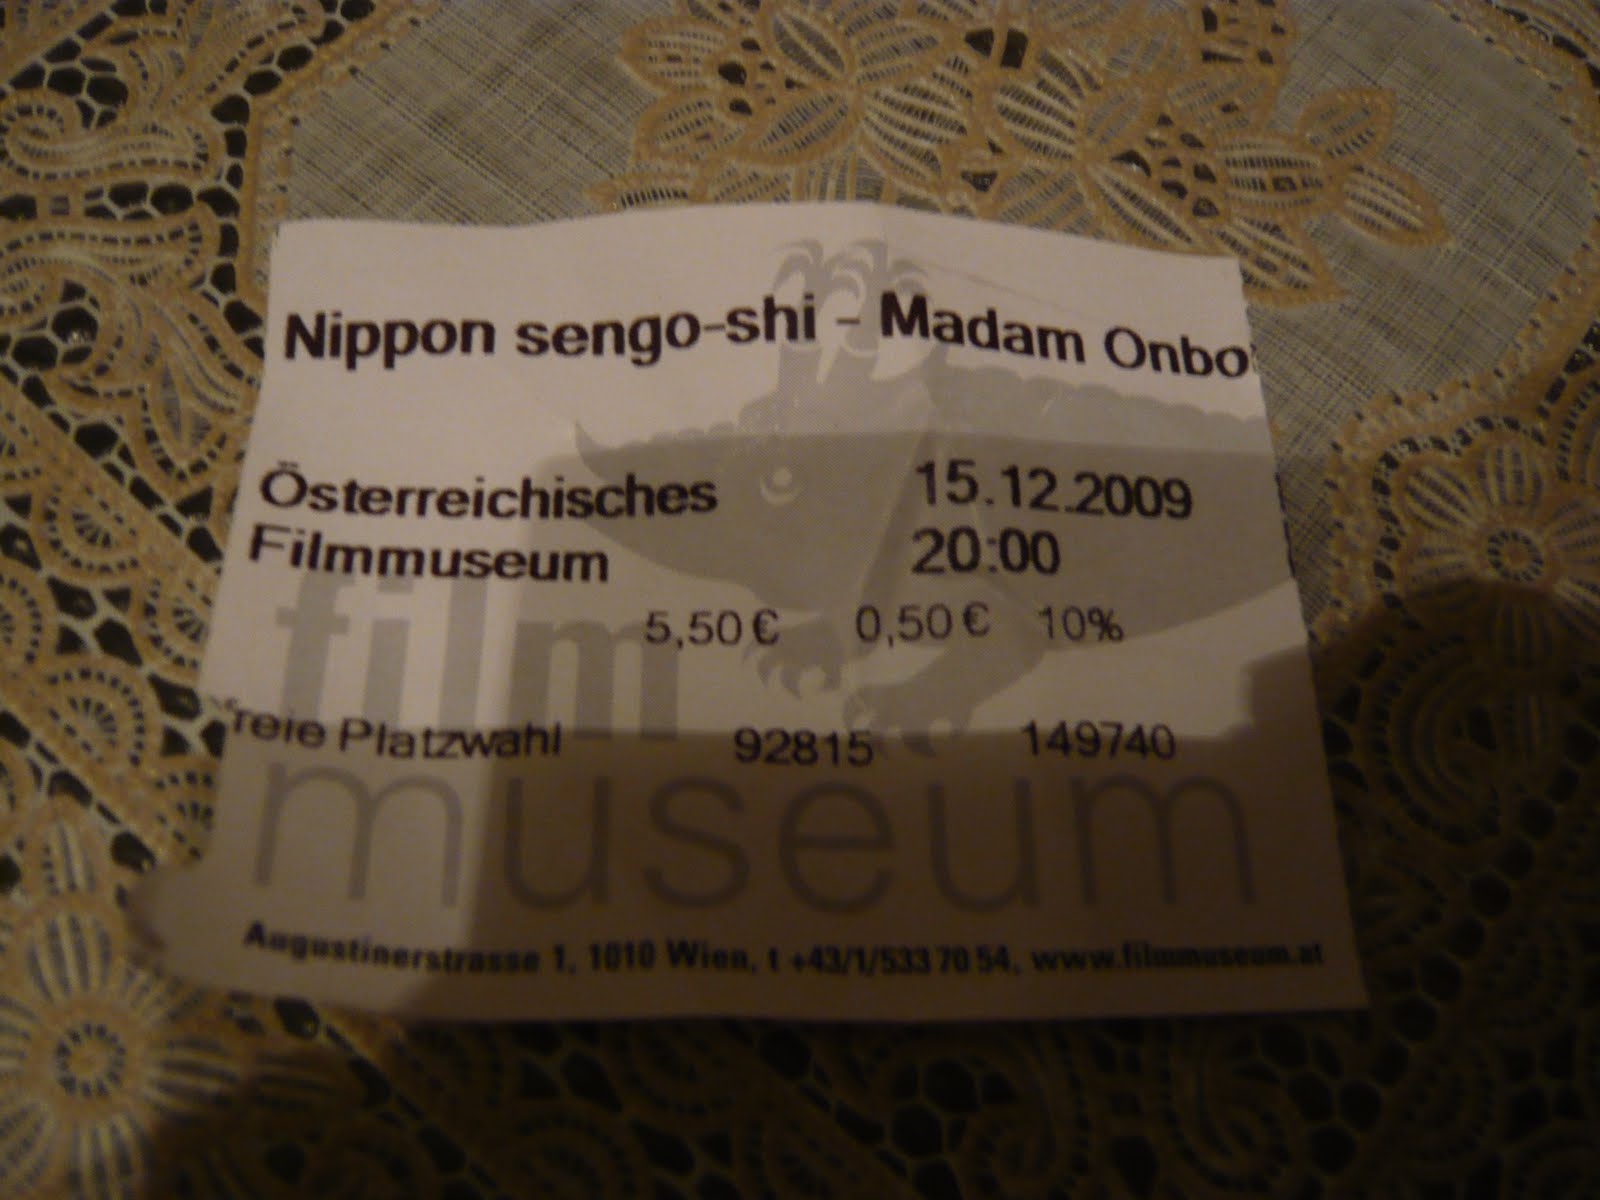 Nippon sengo-shi - Madam Onbo
Österreichisches 15.12.2009
Filmmuseum 20:00
5,50 € 0,50 € 10%
freie Platzwahl 92815 149740
film
museum
Augustinerstrasse 1, 1010 Wien, t +43/1/533 70 54, www.filmmuseum.at